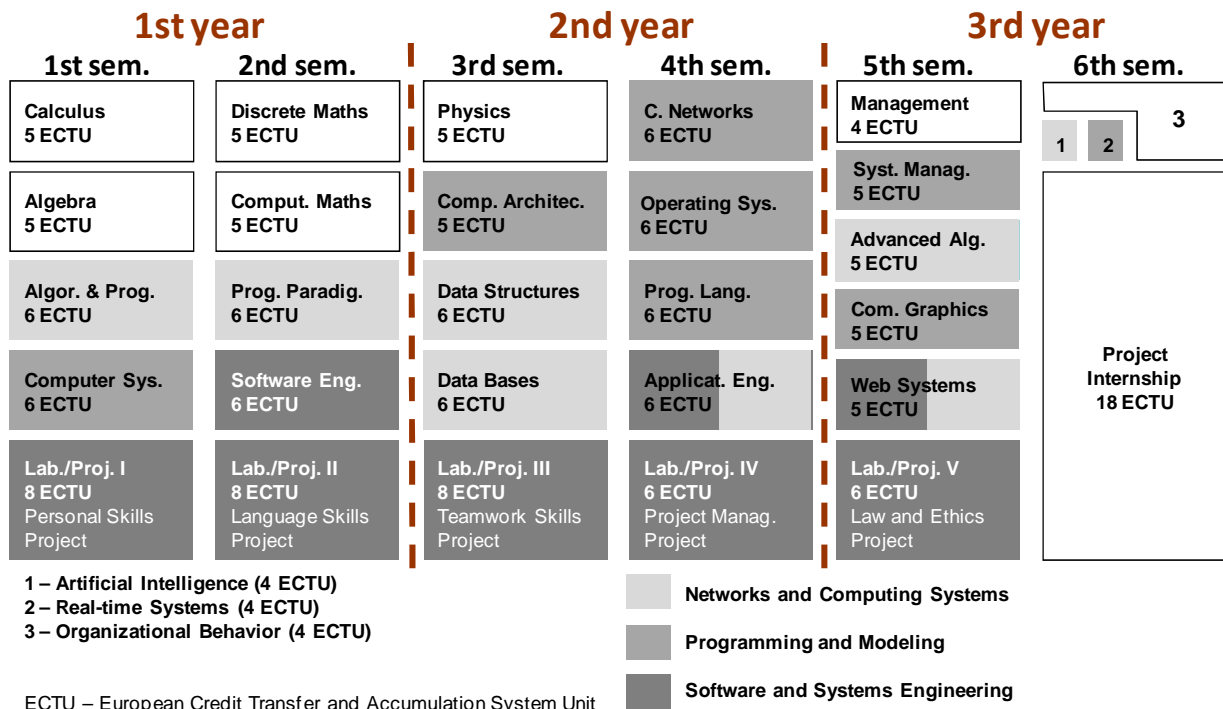 1st year
2nd year
3rd year
1st sem.
2nd sem.
3rd sem.
4th sem.
5th sem.
6th sem.
Calculus
5 ECTU
Algebra
5 ECTU
Algor. & Prog.
6 ECTU
Computer Sys.
6 ECTU
Lab./Proj. I
8 ECTU
Personal Skills
Project
Discrete Maths
5 ECTU
Comput. Maths
5 ECTU
Prog. Paradig.
6 ECTU
Software Eng.
6 ECTU
Lab./Proj. II
8 ECTU
Language Skills
Project
Physics
5 ECTU
Comp. Architec.
5 ECTU
Data Structures
6 ECTU
Data Bases
6 ECTU
Lab./Proj. III
8 ECTU
Teamwork Skills
Project
C. Networks
6 ECTU
Operating Sys.
6 ECTU
Prog. Lang.
6 ECTU
Applicat. Eng.
6 ECTU
Lab./Proj. IV
6 ECTU
Project Manag.
Project
Management
4 ECTU
Syst. Manag.
5 ECTU
Advanced Alg.
5 ECTU
Com. Graphics
5 ECTU
Web Systems
5 ECTU
Lab./Proj. V
6 ECTU
Law and Ethics
Project
3
1
2
Project
Internship
18 ECTU
1 – Artificial Intelligence (4 ECTU)
2 – Real-time Systems (4 ECTU)
3 – Organizational Behavior (4 ECTU)
Networks and Computing Systems
Programming and Modeling
Software and Systems Engineering
ECTU – European Credit Transfer and Accumulation System Unit